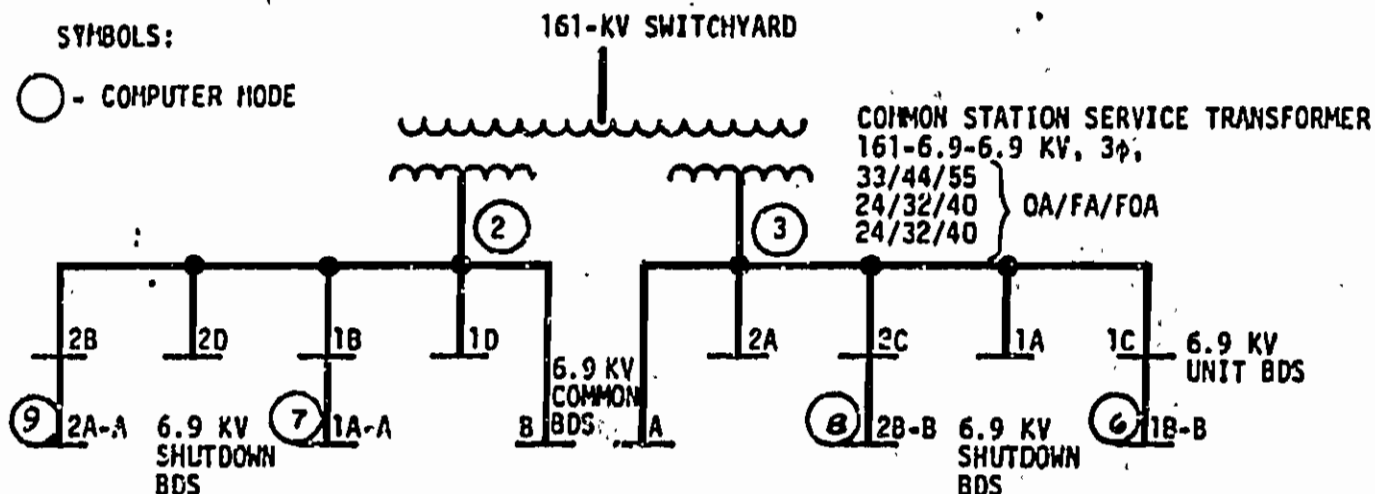 161-KV SWITCHYARD
SYMBOLS:
- COMPUTER NODE
COMMON STATION SERVICE TRANSFORMER
161-6.9-6.9 KV, 3φ,
33/44/55
24/32/40 OA/FA/FOA
24/32/40
2
3
2B
2D
1B
1D
6.9 KV
COMMON
BDS
2A
2C
1A
1C
6.9 KV
UNIT BDS
9
2A-A
6.9 KV
SHUTDOWN
BDS
7
1A-A
B
A
8
2B-B
6.9 KV
SHUTDOWN
BDS
6
1B-B